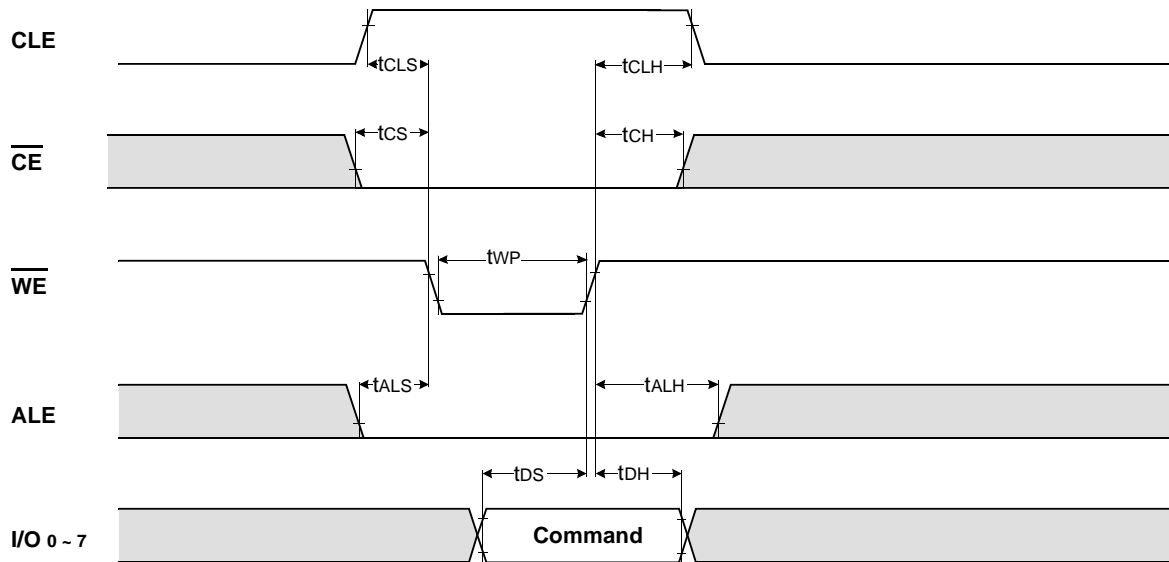 CLE
tCLS
tCLH
CE
tCS
tCH
WE
tWP
ALE
tALS
tALH
tDS
tDH
I/O 0 ~ 7
Command